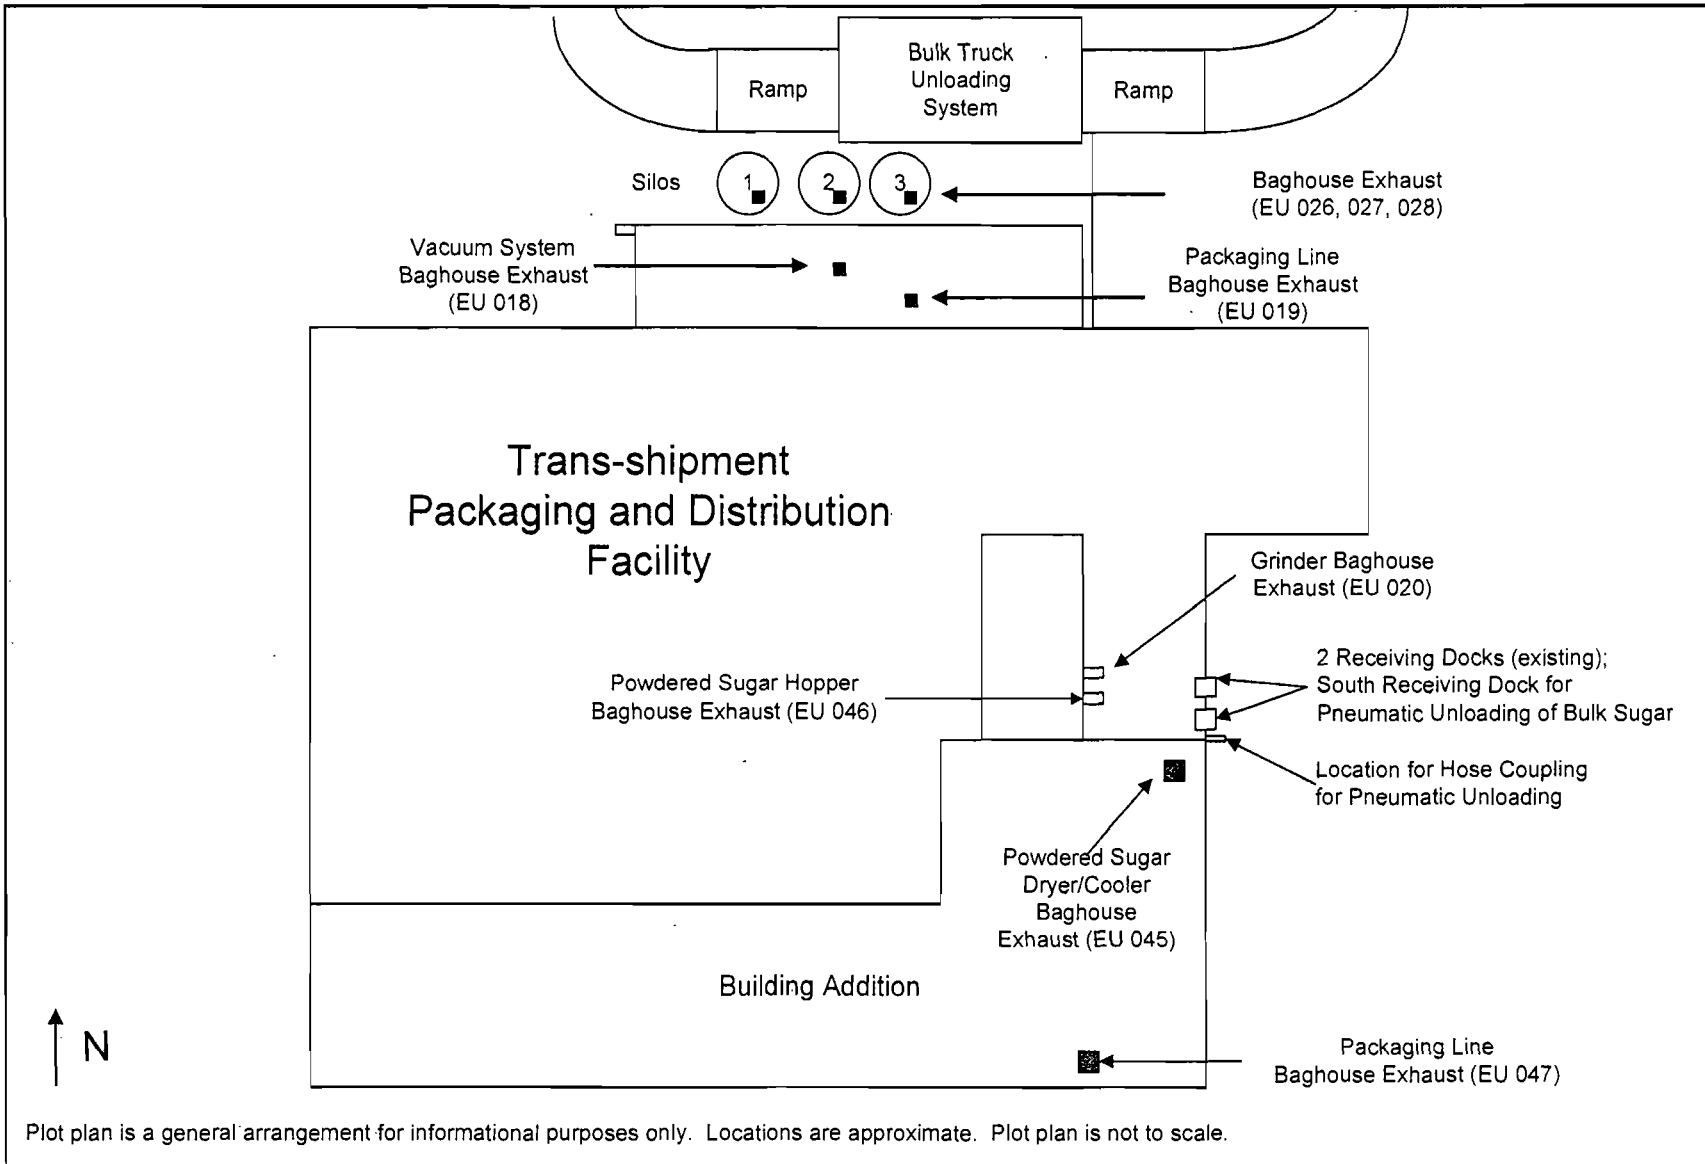 Bulk Truck
Unloading
System
Ramp
Ramp
Silos
1
2
3
Baghouse Exhaust
(EU 026, 027, 028)
Vacuum System
Baghouse Exhaust
(EU 018)
Packaging Line
Baghouse Exhaust
(EU 019)
Trans-shipment
Packaging and Distribution
Facility
Grinder Baghouse
Exhaust (EU 020)
Powdered Sugar Hopper
Baghouse Exhaust (EU 046)
2 Receiving Docks (existing);
South Receiving Dock for
Pneumatic Unloading of Bulk Sugar
Location for Hose Coupling
for Pneumatic Unloading
Powdered Sugar
Dryer/Cooler
Baghouse
Exhaust (EU 045)
Building Addition
N
Packaging Line
Baghouse Exhaust (EU 047)
Plot plan is a general arrangement for informational purposes only. Locations are approximate. Plot plan is not to scale.